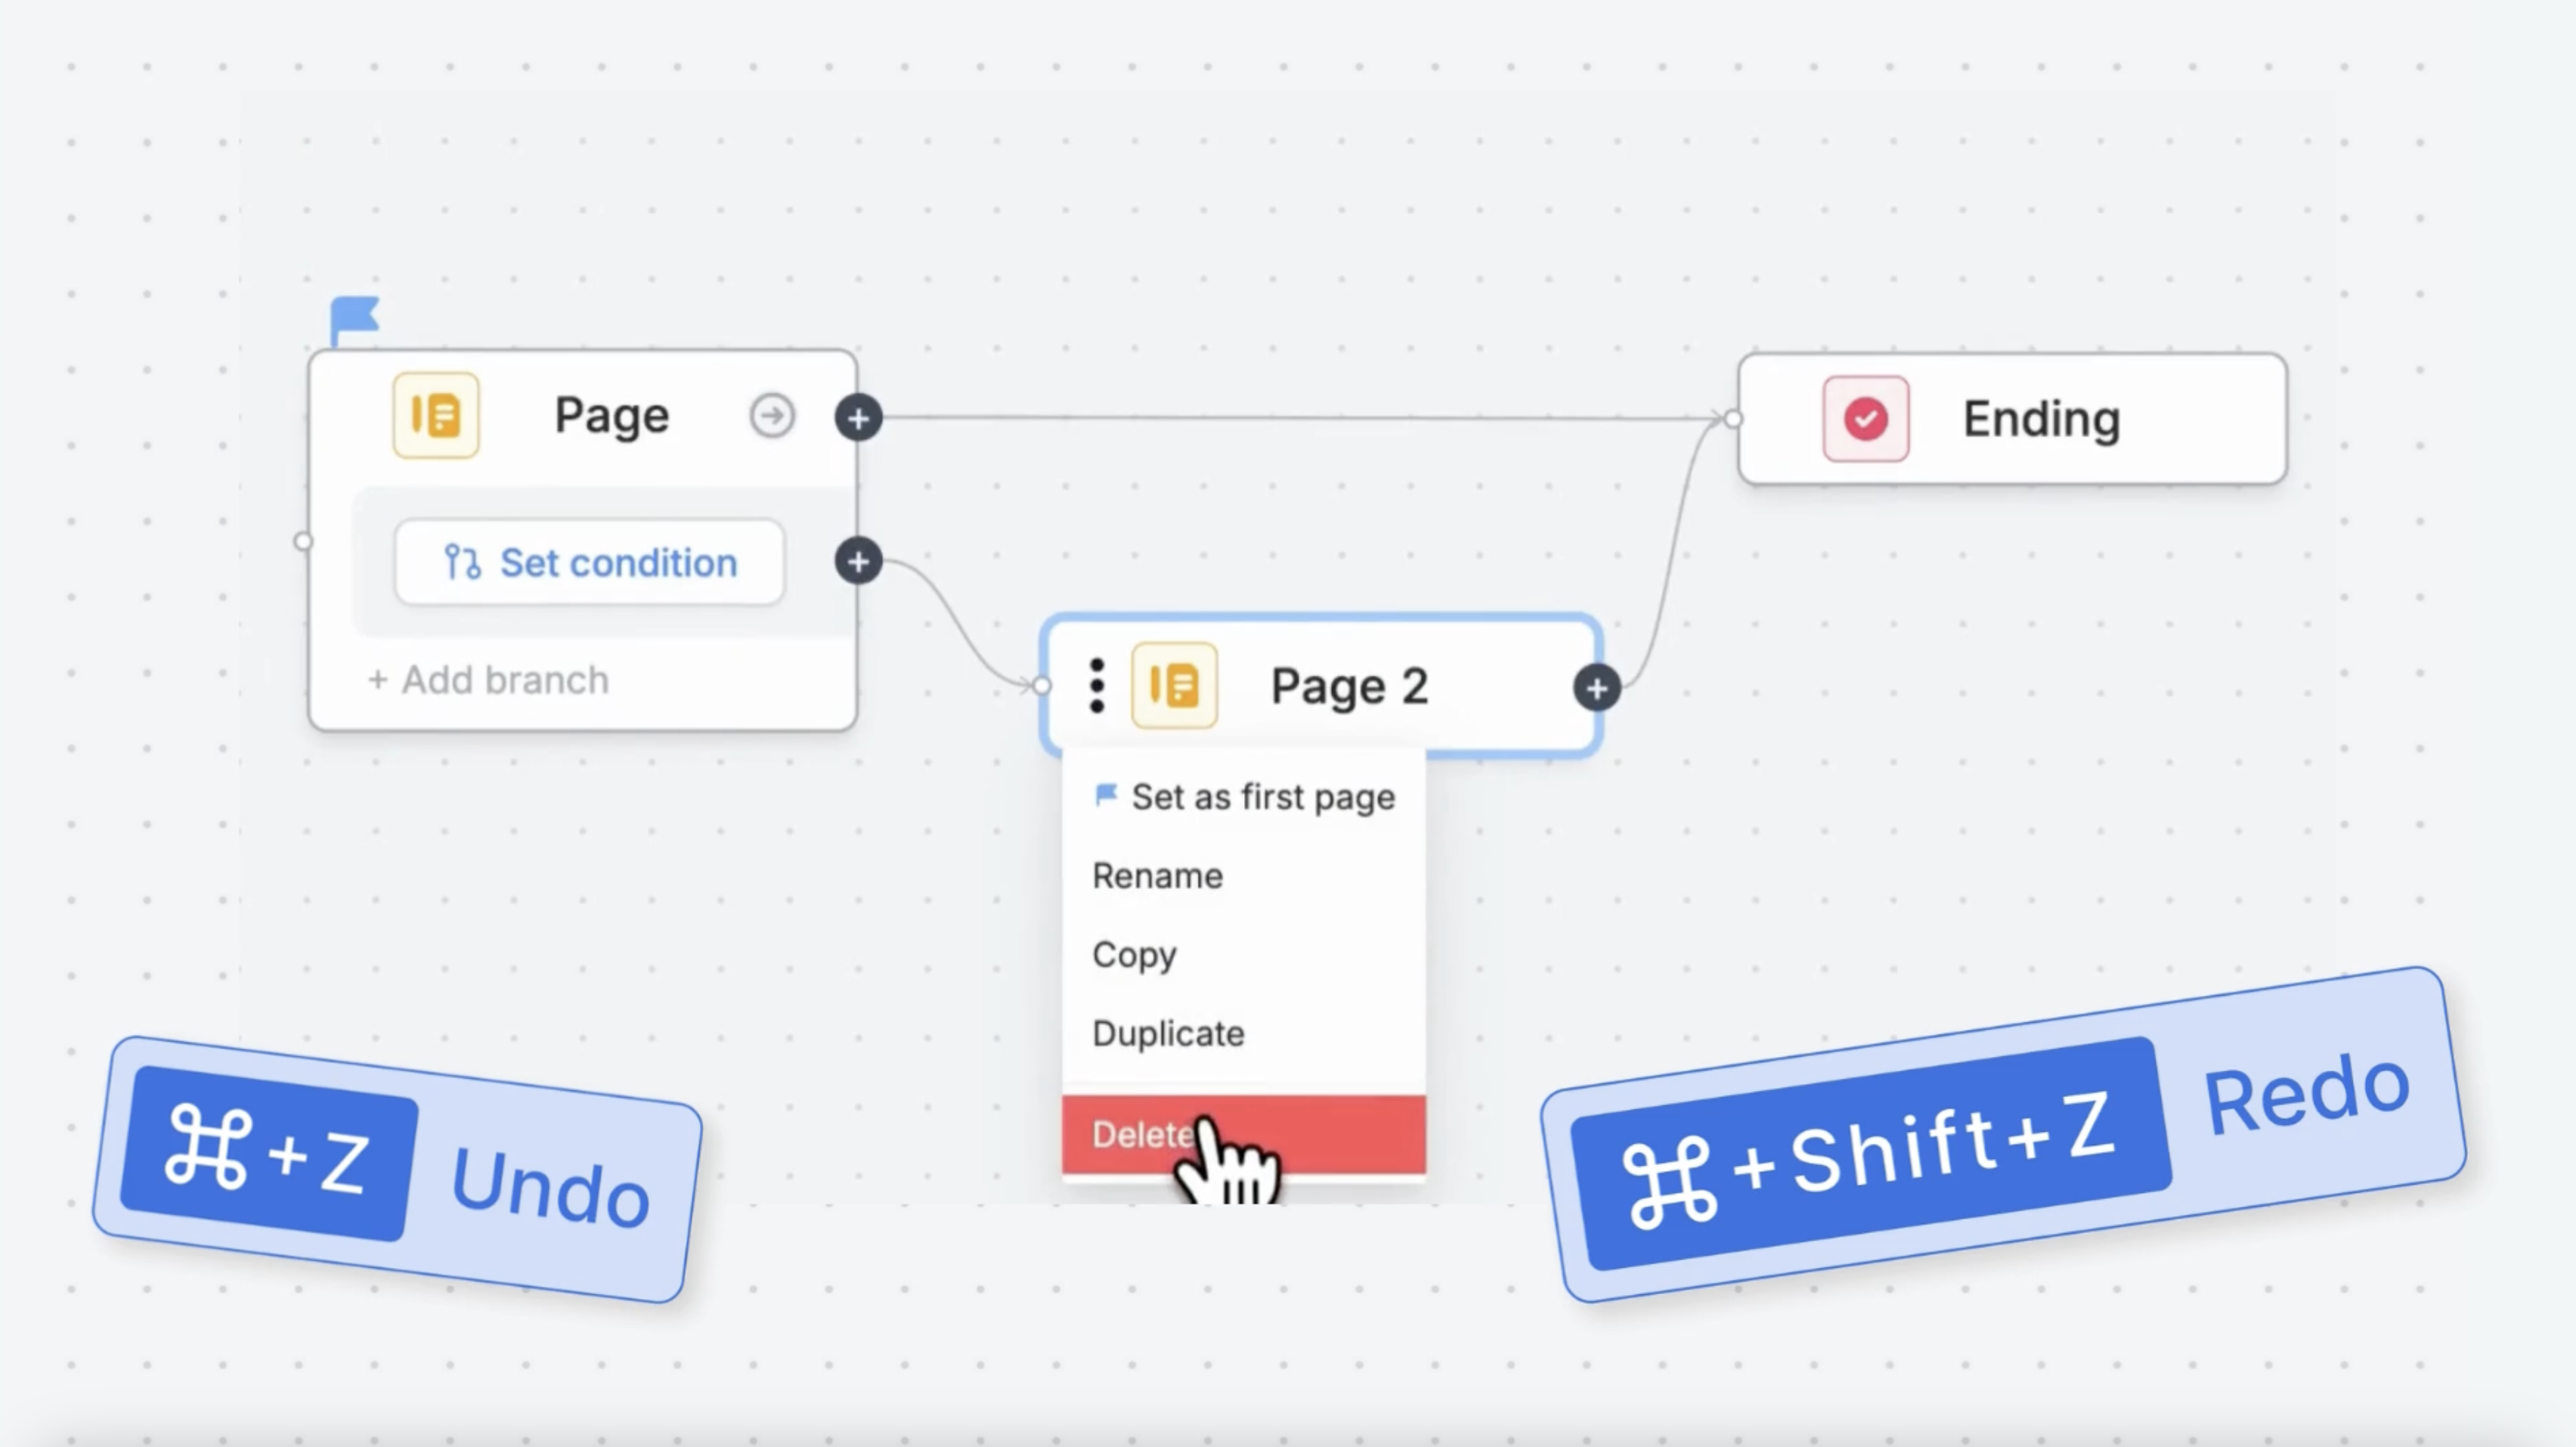 Page
Ending
Set condition
+ Add branch
Page 2
Set as first page
Rename
Copy
Duplicate
Delete
⌘+Z Undo
⌘+Shift+Z Redo